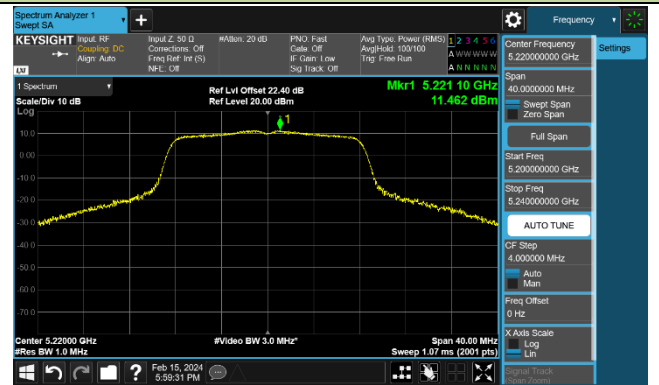 Spectrum Analyzer 1
Swept SA
Frequency
KEYSIGHT
Input: RF
Coupling: DC
Align: Auto
Input Z: 50 Ω
Corrections: Off
Freq Ref: Int (S)
NFE: Off
#Atten: 20 dB
PNO: Fast
Gate: Off
IF Gain: Low
Sig Track: Off
Avg Type: Power (RMS)
Avg|Hold: 100/100
Trig: Free Run
1 2 3 4 5 6
A W W W W W
A N N N N N
LXI
1 Spectrum
Scale/Div 10 dB
Log
Ref Lvl Offset 22.40 dB
Ref Level 20.00 dBm
Mkr1 5.221 10 GHz
11.462 dBm
1
10.0
0.00
-10.0
-20.0
-30.0
-40.0
-50.0
-60.0
-70.0
Center 5.22000 GHz
#Res BW 1.0 MHz
#Video BW 3.0 MHz*
Span 40.00 MHz
Sweep 1.07 ms (2001 pts)
Center Frequency
5.220000000 GHz
Settings
Span
40.0000000 MHz
Swept Span
Zero Span
Full Span
Start Freq
5.200000000 GHz
Stop Freq
5.240000000 GHz
AUTO TUNE
CF Step
4.000000 MHz
Auto
Man
Freq Offset
0 Hz
X Axis Scale
Log
Lin
Signal Track
(Span Zoom)
Feb 15, 2024
5:59:31 PM